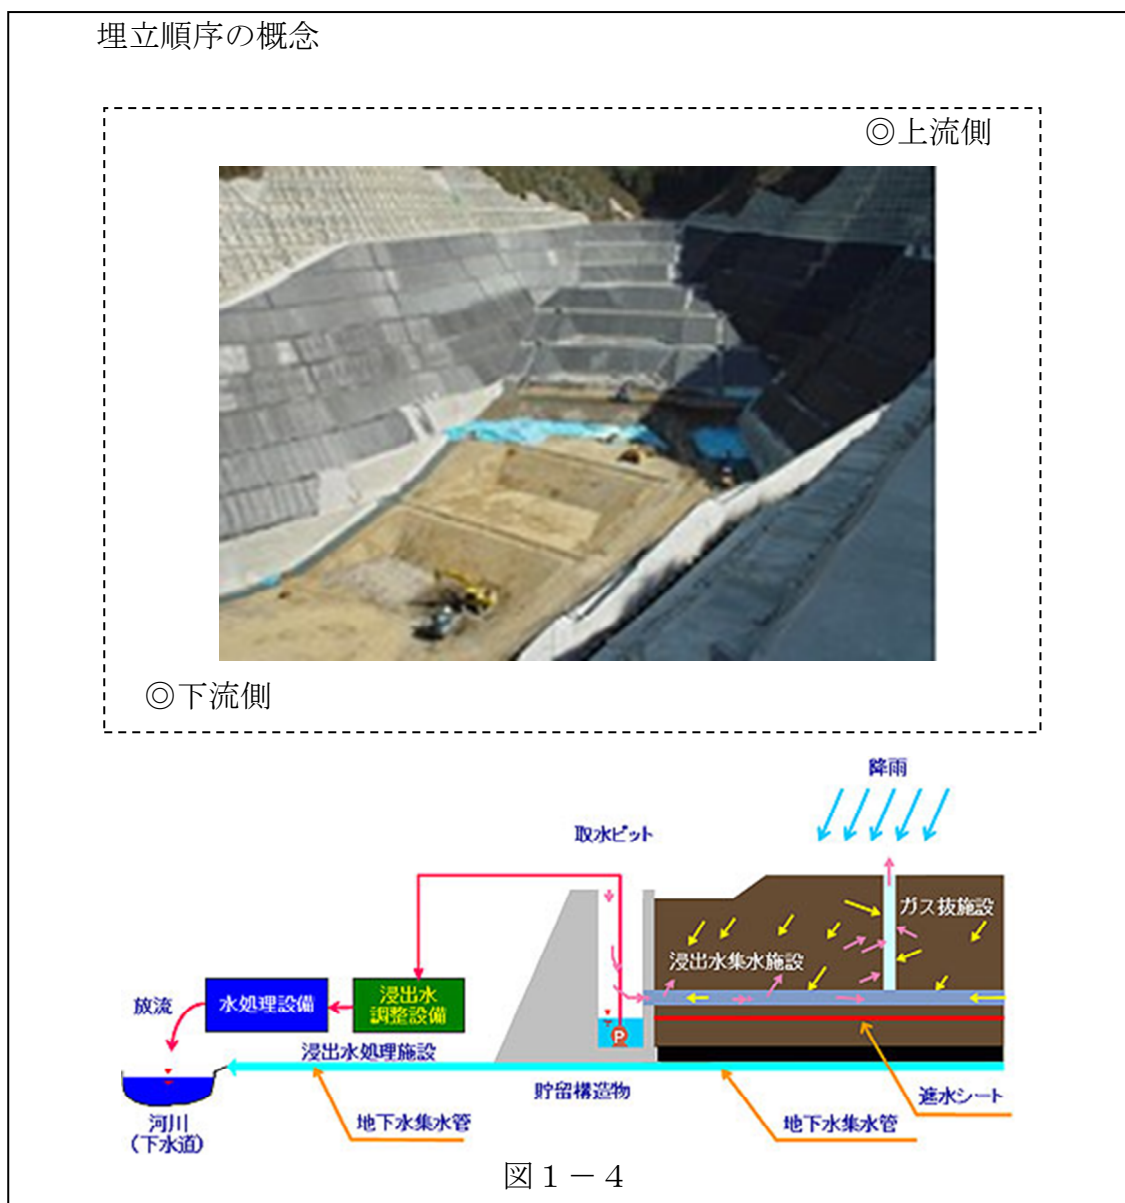 埋立順序の概念
◎上流側
◎下流側
降雨
取水ピット
ガス抜施設
浸出水集水施設
放流
水処理設備
浸出水
調整設備
浸出水処理施設
貯留構造物
遮水シート
河川
(下水道)
地下水集水管
地下水集水管
P
図1-4